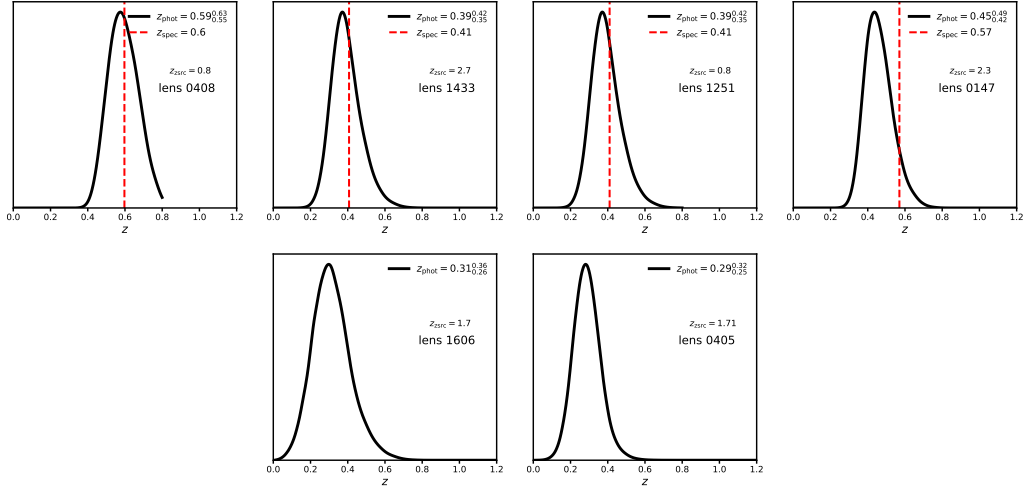 z_phot = 0.59^0.63_0.55
z_spec = 0.6
z_zsrc = 0.8
lens 0408
0.0 0.2 0.4 0.6 0.8 1.0 1.2
z
z_phot = 0.39^0.42_0.35
z_spec = 0.41
z_zsrc = 2.7
lens 1433
0.0 0.2 0.4 0.6 0.8 1.0 1.2
z
z_phot = 0.39^0.42_0.35
z_spec = 0.41
z_zsrc = 0.8
lens 1251
0.0 0.2 0.4 0.6 0.8 1.0 1.2
z
z_phot = 0.45^0.49_0.42
z_spec = 0.57
z_zsrc = 2.3
lens 0147
0.0 0.2 0.4 0.6 0.8 1.0 1.2
z
z_phot = 0.31^0.36_0.26
z_zsrc = 1.7
lens 1606
0.0 0.2 0.4 0.6 0.8 1.0 1.2
z
z_phot = 0.29^0.32_0.25
z_zsrc = 1.71
lens 0405
0.0 0.2 0.4 0.6 0.8 1.0 1.2
z